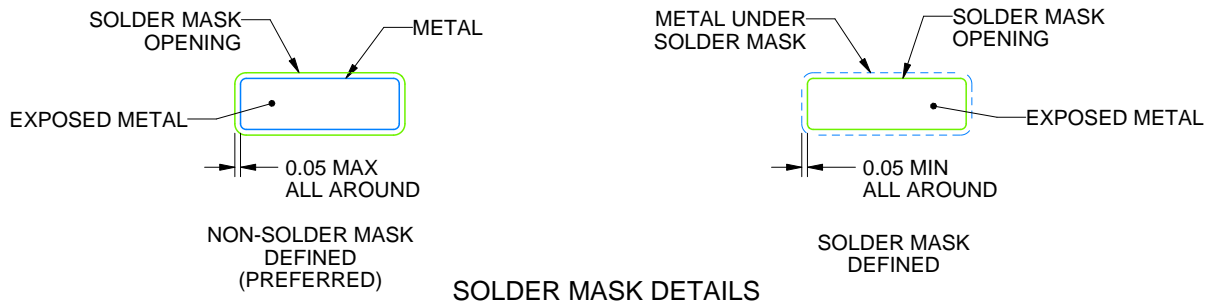 SOLDER MASK
OPENING
METAL
EXPOSED METAL
0.05 MAX
ALL AROUND
NON-SOLDER MASK
DEFINED
(PREFERRED)
METAL UNDER
SOLDER MASK
SOLDER MASK
OPENING
EXPOSED METAL
0.05 MIN
ALL AROUND
SOLDER MASK
DEFINED
SOLDER MASK DETAILS